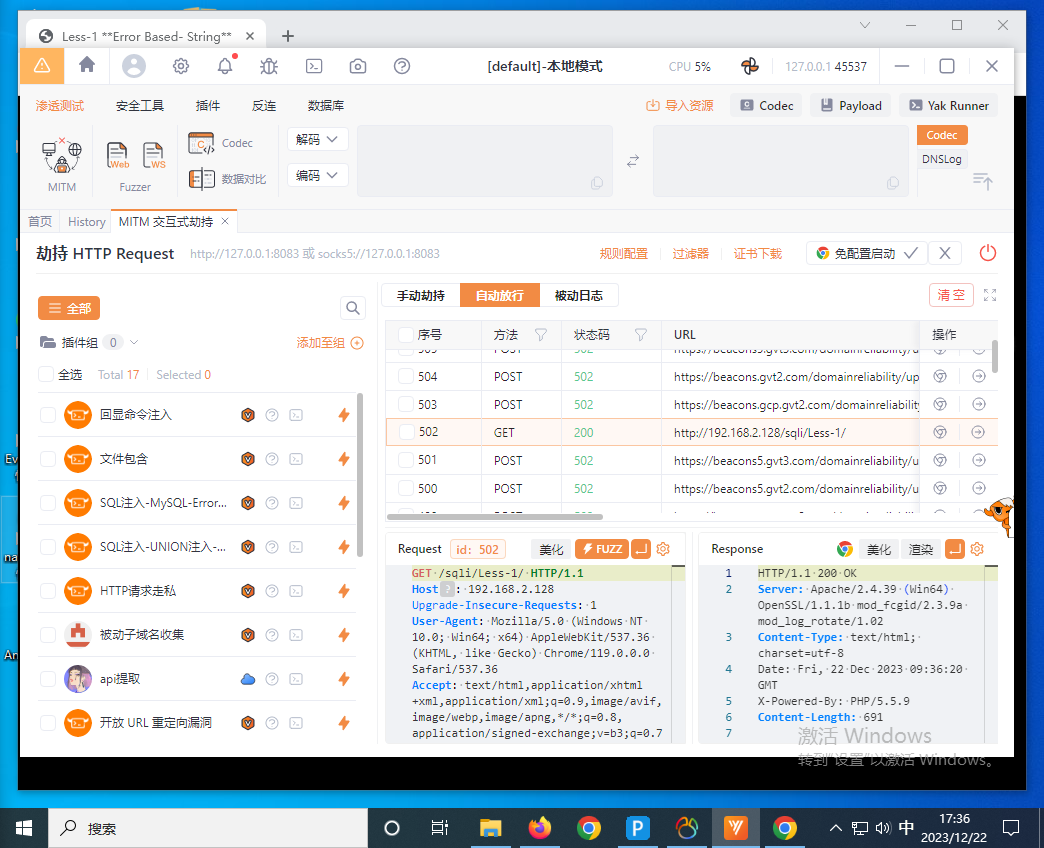 Less-1 **Error Based- String**
[default]-本地模式
CPU 5%
127.0.0.1 45537
渗透测试 安全工具 插件 反连 数据库
导入资源 Codec Payload Yak Runner
MITM
Web
WS
Fuzzer
Codec
数据对比
解码
编码
Codec
DNSLog
首页 History MITM 交互式劫持
劫持 HTTP Request http://127.0.0.1:8083 或 socks5://127.0.0.1:8083
规则配置 过滤器 证书下载 免配置启动
全部
插件组 0 添加至组
全选 Total 17 Selected 0
回显命令注入
文件包含
SQL注入-MySQL-Error...
SQL注入-UNION注入-...
HTTP请求走私
被动子域名收集
api提取
开放 URL 重定向漏洞
手动劫持 自动放行 被动日志 清空
序号 方法 状态码 URL 操作
504 POST 502 https://beacons.gvt2.com/domainreliability/up
503 POST 502 https://beacons.gcp.gvt2.com/domainreliability
502 GET 200 http://192.168.2.128/sqli/Less-1/
501 POST 502 https://beacons5.gvt3.com/domainreliability/u
500 POST 502 https://beacons5.gvt2.com/domainreliability/u
Request id: 502 美化 FUZZ
GET /sqli/Less-1/ HTTP/1.1
Host ? : 192.168.2.128
Upgrade-Insecure-Requests: 1
User-Agent: Mozilla/5.0 (Windows NT
10.0; Win64; x64) AppleWebKit/537.36
(KHTML, like Gecko) Chrome/119.0.0.0
Safari/537.36
Accept: text/html,application/xhtml
+xml,application/xml;q=0.9,image/avif,
image/webp,image/apng,*/*;q=0.8,
application/signed-exchange;v=b3;q=0.7
Response 美化 渲染
1 HTTP/1.1 200 OK
2 Server: Apache/2.4.39 (Win64)
OpenSSL/1.1.1b mod_fcgid/2.3.9a
mod_log_rotate/1.02
3 Content-Type: text/html;
charset=utf-8
4 Date: Fri, 22 Dec 2023 09:36:20
GMT
5 X-Powered-By: PHP/5.5.9
6 Content-Length: 691
7
激活 Windows
转到"设置"以激活 Windows。
搜索
中
17:36
2023/12/22